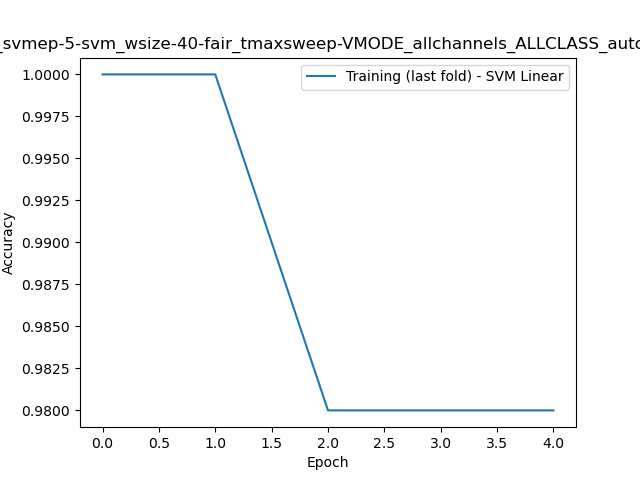 _svmep-5-svm_wsize-40-fair_tmaxsweep-VMODE_allchannels_ALLCLASS_auto
Training (last fold) - SVM Linear
Accuracy
1.0000
0.9975
0.9950
0.9925
0.9900
0.9875
0.9850
0.9825
0.9800
0.0 0.5 1.0 1.5 2.0 2.5 3.0 3.5 4.0
Epoch